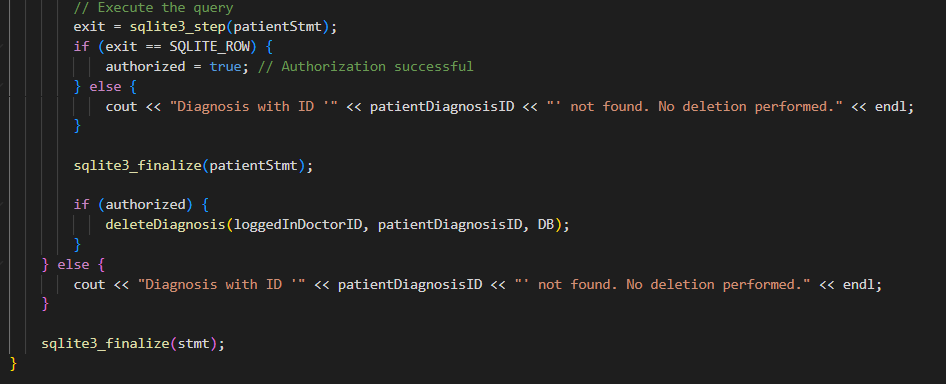 // Execute the query
exit = sqlite3_step(patientStmt);
if (exit == SQLITE_ROW) {
authorized = true; // Authorization successful
} else {
cout << "Diagnosis with ID '" << patientDiagnosisID << "' not found. No deletion performed." << endl;
}
sqlite3_finalize(patientStmt);
if (authorized) {
deleteDiagnosis(loggedInDoctorID, patientDiagnosisID, DB);
}
} else {
cout << "Diagnosis with ID '" << patientDiagnosisID << "' not found. No deletion performed." << endl;
}
sqlite3_finalize(stmt);
}